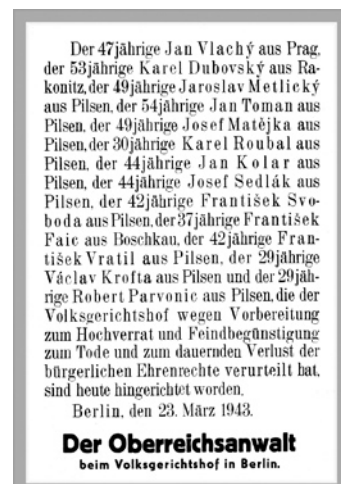 Der 47jährige Jan Vlachý aus Prag,
der 53jährige Karel Dubovský aus Ra-
konitz, der 49jährige Jaroslav Metlický
aus Pilsen, der 54jährige Jan Toman aus
Pilsen, der 49jährige Josef Matějka aus
Pilsen, der 30jährige Karel Roubal aus
Pilsen, der 44jährige Jan Kolar aus
Pilsen, der 44jährige Josef Sedlák aus
Pilsen, der 42jährige František Svo-
boda aus Pilsen, der 37jährige František
Faic aus Boschkau, der 42jährige Fran-
tišek Vratil aus Pilsen, der 29jährige
Václav Krofta aus Pilsen und der 29jäh-
rige Robert Parvonic aus Pilsen, die der
Volksgerichtshof wegen Vorbereitung
zum Hochverrat und Feindbegünstigung
zum Tode und zum dauernden Verlust der
bürgerlichen Ehrenrechte verurteilt hat,
sind heute hingerichtet worden.
Berlin, den 23. März 1943.
Der Oberreichsanwalt
beim Volksgerichtshof in Berlin.